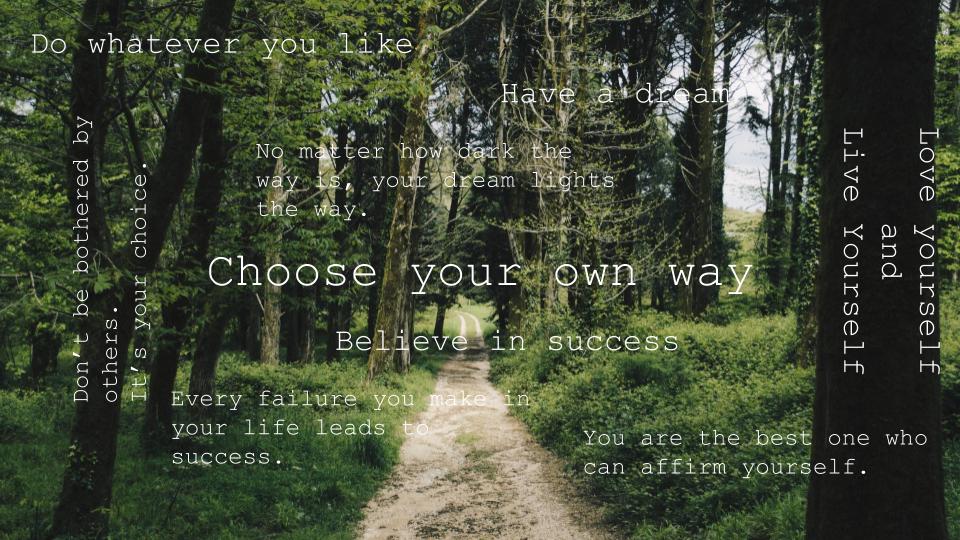 Do whatever you like
Have a dream
No matter how dark the
way is, your dream lights
the way.
Don't be bothered by
others.
It's your choice.
Love yourself
and
Live Yourself
Choose your own way
Believe in success
Every failure you make in
your life leads to
success.
You are the best one who
can affirm yourself.